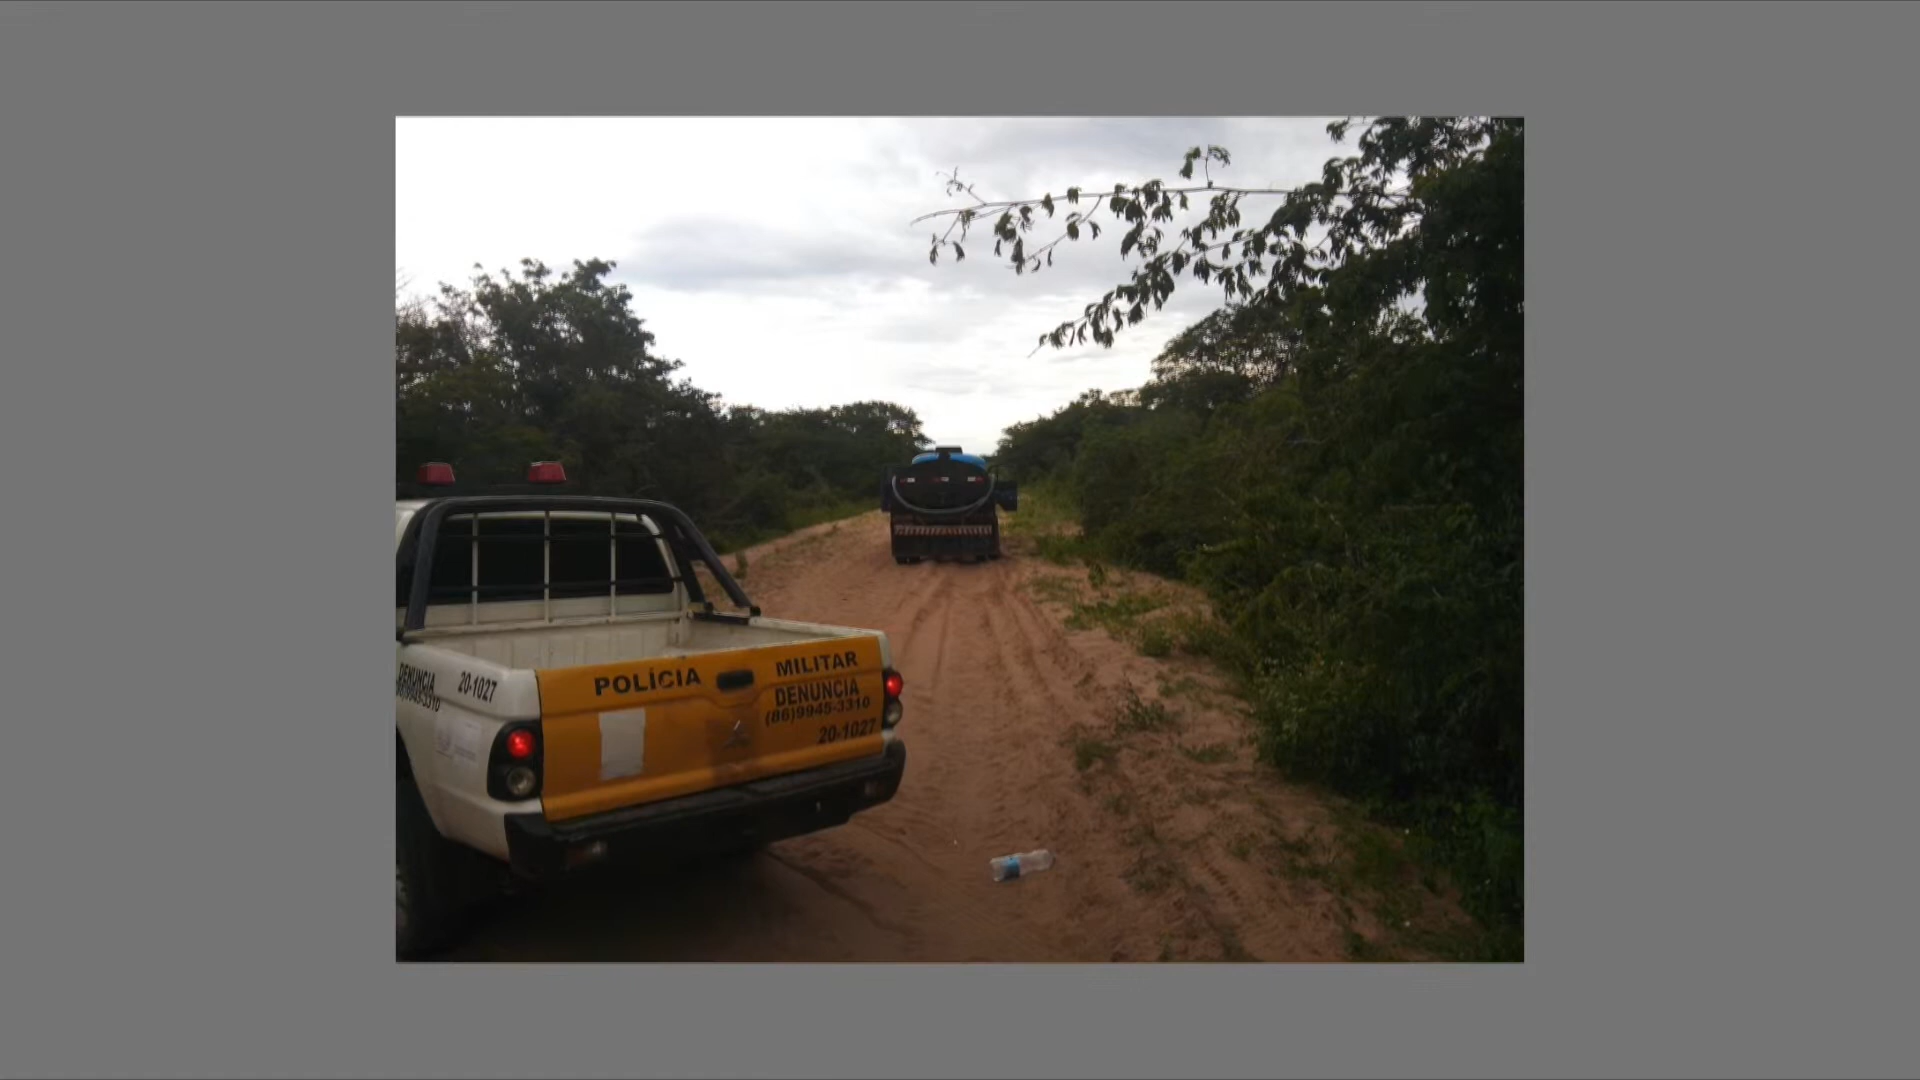 POLÍCIA MILITAR
DENUNCIA
(86)9945-3310
20-1027
DENUNCIA
20-1027